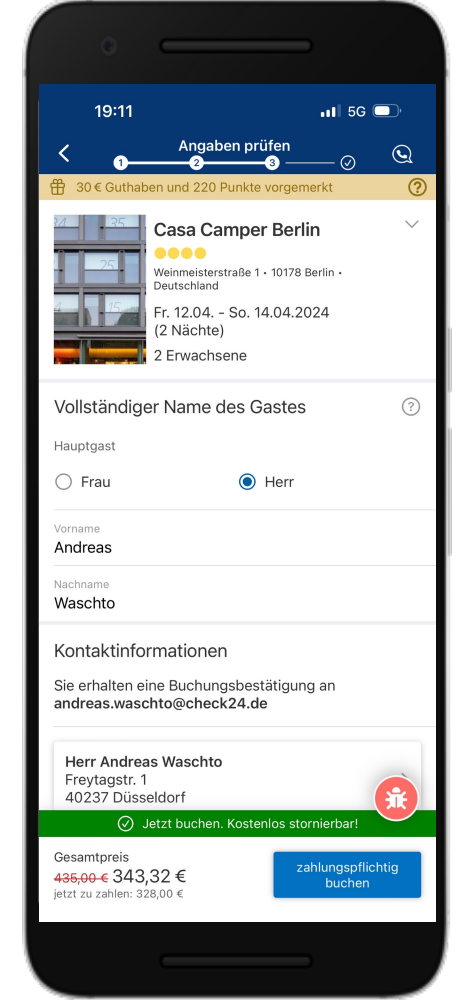 19:11
5G
Angaben prüfen
1
2
3
30 € Guthaben und 220 Punkte vorgemerkt
?
35
25
15
Casa Camper Berlin
Weinmeisterstraße 1 • 10178 Berlin •
Deutschland
Fr. 12.04. - So. 14.04.2024
(2 Nächte)
2 Erwachsene
Vollständiger Name des Gastes
?
Hauptgast
Frau
Herr
Vorname
Andreas
Nachname
Waschto
Kontaktinformationen
Sie erhalten eine Buchungsbestätigung an
andreas.waschto@check24.de
Herr Andreas Waschto
Freytagstr. 1
40237 Düsseldorf
Jetzt buchen. Kostenlos stornierbar!
Gesamtpreis
435,00 € 343,32 €
jetzt zu zahlen: 328,00 €
zahlungspflichtig
buchen